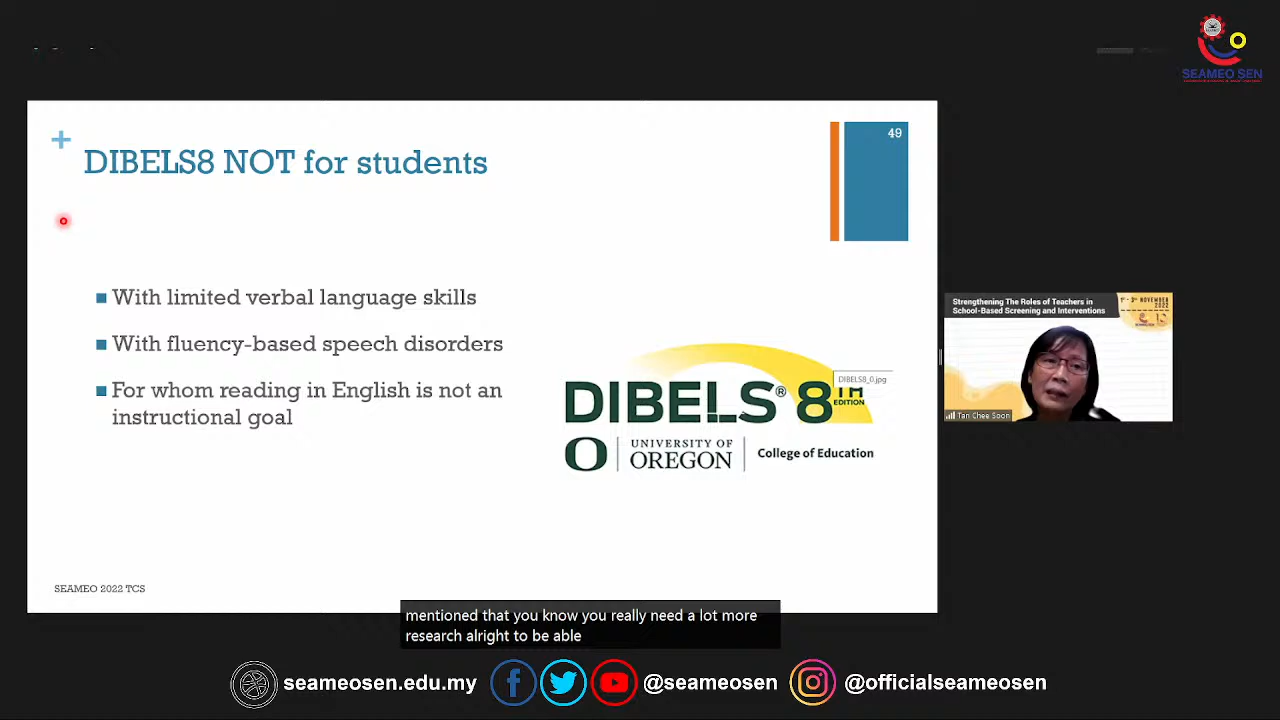 SEAMEO SEN
49
DIBELS8 NOT for students
With limited verbal language skills
With fluency-based speech disorders
For whom reading in English is not an
instructional goal
DIBELS® 8TH
EDITION
DIBELS8_0.jpg
O UNIVERSITY OF
OREGON
College of Education
SEAMEO 2022 TCS
Strengthening The Roles of Teachers in
School-Based Screening and Interventions
1st - 3rd NOVEMBER
2022
Tan Chee Soon
mentioned that you know you really need a lot more
research alright to be able
seameosen.edu.my
@seameosen
@officialseameosen